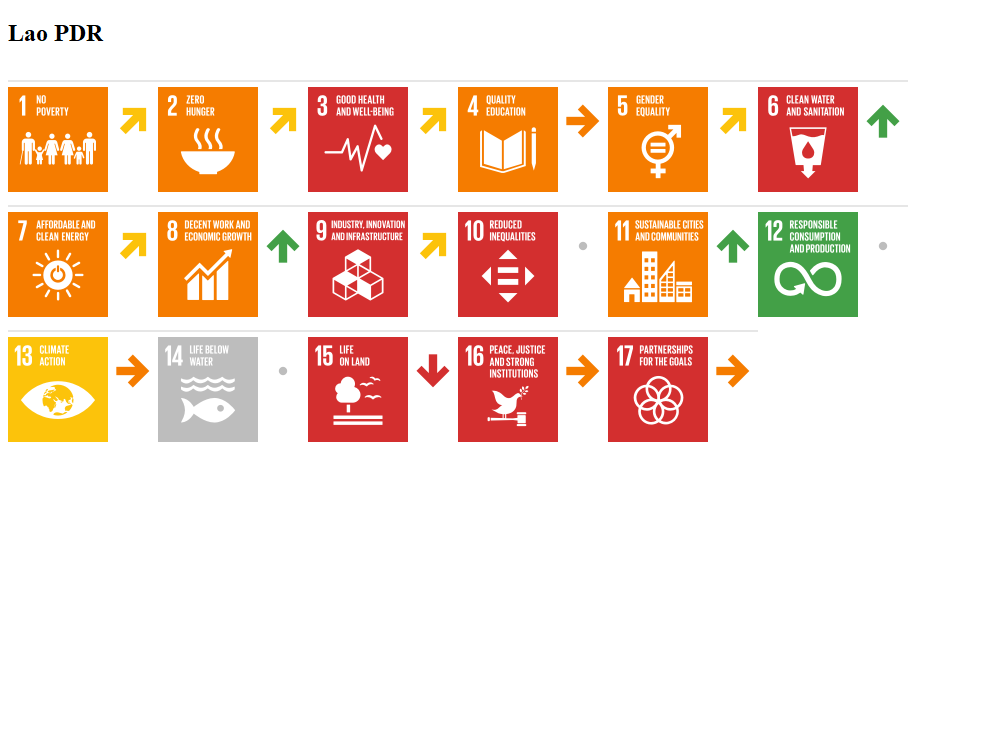 Lao PDR
1 NO
POVERTY
2 ZERO
HUNGER
3 GOOD HEALTH
AND WELL-BEING
4 QUALITY
EDUCATION
5 GENDER
EQUALITY
6 CLEAN WATER
AND SANITATION
7 AFFORDABLE AND
CLEAN ENERGY
8 DECENT WORK AND
ECONOMIC GROWTH
9 INDUSTRY, INNOVATION
AND INFRASTRUCTURE
10 REDUCED
INEQUALITIES
11 SUSTAINABLE CITIES
AND COMMUNITIES
12 RESPONSIBLE
CONSUMPTION
AND PRODUCTION
13 CLIMATE
ACTION
14 LIFE BELOW
WATER
15 LIFE
ON LAND
16 PEACE, JUSTICE
AND STRONG
INSTITUTIONS
17 PARTNERSHIPS
FOR THE GOALS